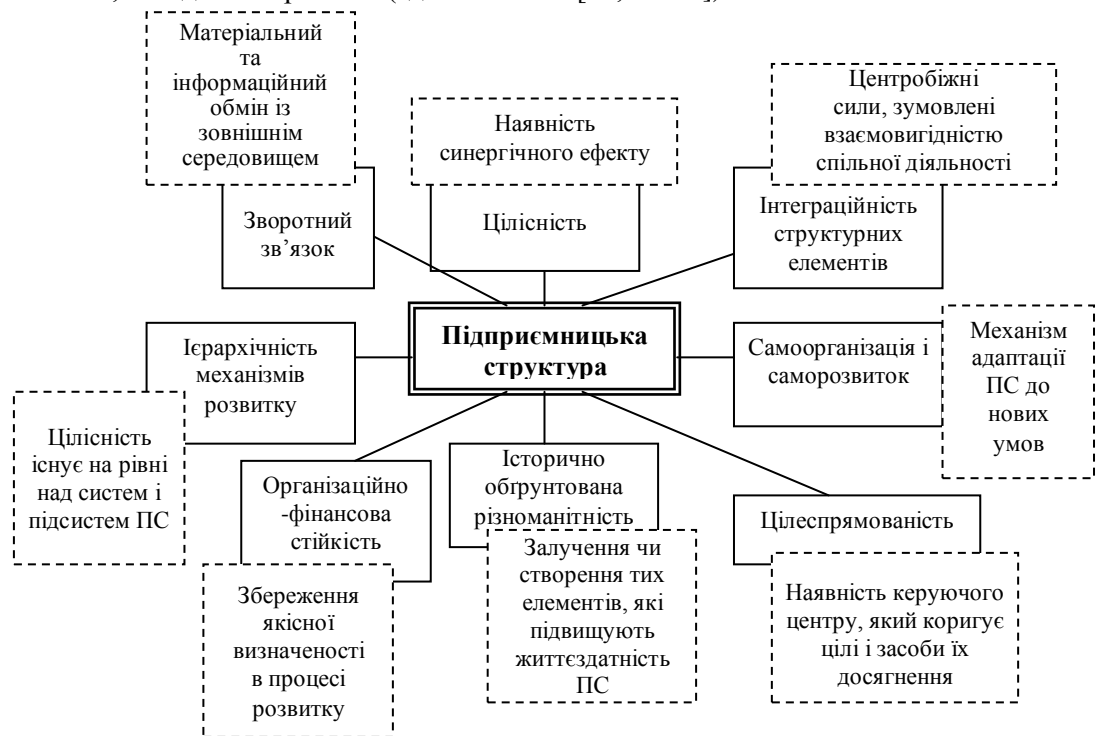 Матеріальний
та
інформаційний
обмін із
зовнішнім
середовищем
Зворотний
зв’язок
Наявність
синергічного ефекту
Цілісність
Центробіжні
сили, зумовлені
взаємовигідністю
спільної діяльності
Інтеграційність
структурних
елементів
Ієрархічність
механізмів
розвитку
Цілісність
існує на рівні
над систем і
підсистем ПС
Підприємницька
структура
Самоорганізація і
саморозвиток
Механізм
адаптації
ПС до
нових
умов
Організаційно
-фінансова
стійкість
Збереження
якісної
визначеності
в процесі
розвитку
Історично
обґрунтована
різноманітність
Залучення чи
створення тих
елементів, які
підвищують
життєздатність
ПС
Цілеспрямованість
Наявність керуючого
центру, який коригує
цілі і засоби їх
досягнення